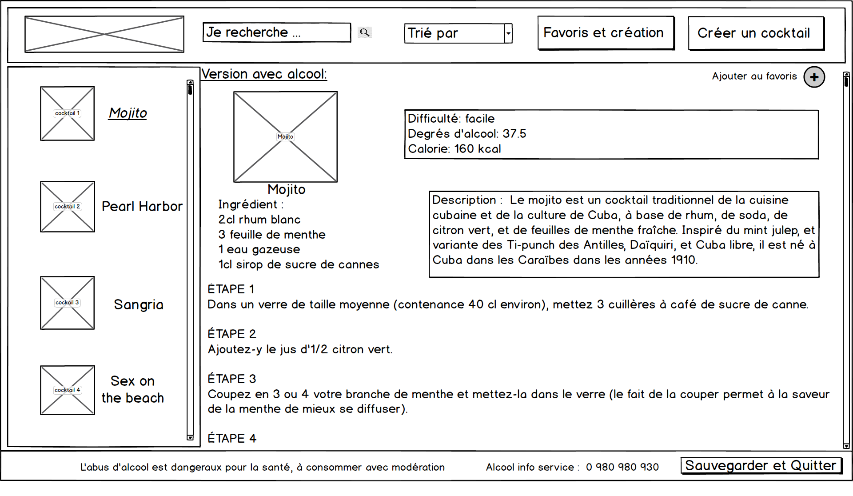 Je recherche ...
Trié par
Favoris et création
Créer un cocktail
cocktail 1
Mojito
cocktail 2
Pearl Harbor
cocktail 3
Sangria
cocktail 4
Sex on
the beach
Version avec alcool:
Ajouter au favoris
Mojito
Mojito
Difficulté: facile
Degrés d'alcool: 37.5
Calorie: 160 kcal
Ingrédient :
2cl rhum blanc
3 feuille de menthe
1 eau gazeuse
1cl sirop de sucre de cannes
Description : Le mojito est un cocktail traditionnel de la cuisine
cubaine et de la culture de Cuba, à base de rhum, de soda, de
citron vert, et de feuilles de menthe fraîche. Inspiré du mint julep, et
variante des Ti-punch des Antilles, Daïquiri, et Cuba libre, il est né à
Cuba dans les Caraïbes dans les années 1910.
ÉTAPE 1
Dans un verre de taille moyenne (contenance 40 cl environ), mettez 3 cuillères à café de sucre de canne.
ÉTAPE 2
Ajoutez-y le jus d'1/2 citron vert.
ÉTAPE 3
Coupez en 3 ou 4 votre branche de menthe et mettez-la dans le verre (le fait de la couper permet à la saveur
de la menthe de mieux se diffuser).
ÉTAPE 4
L'abus d'alcool est dangaraux pour la santé, à consommer avec modération
Alcool info service : 0 980 980 930
Sauvegarder et Quitter